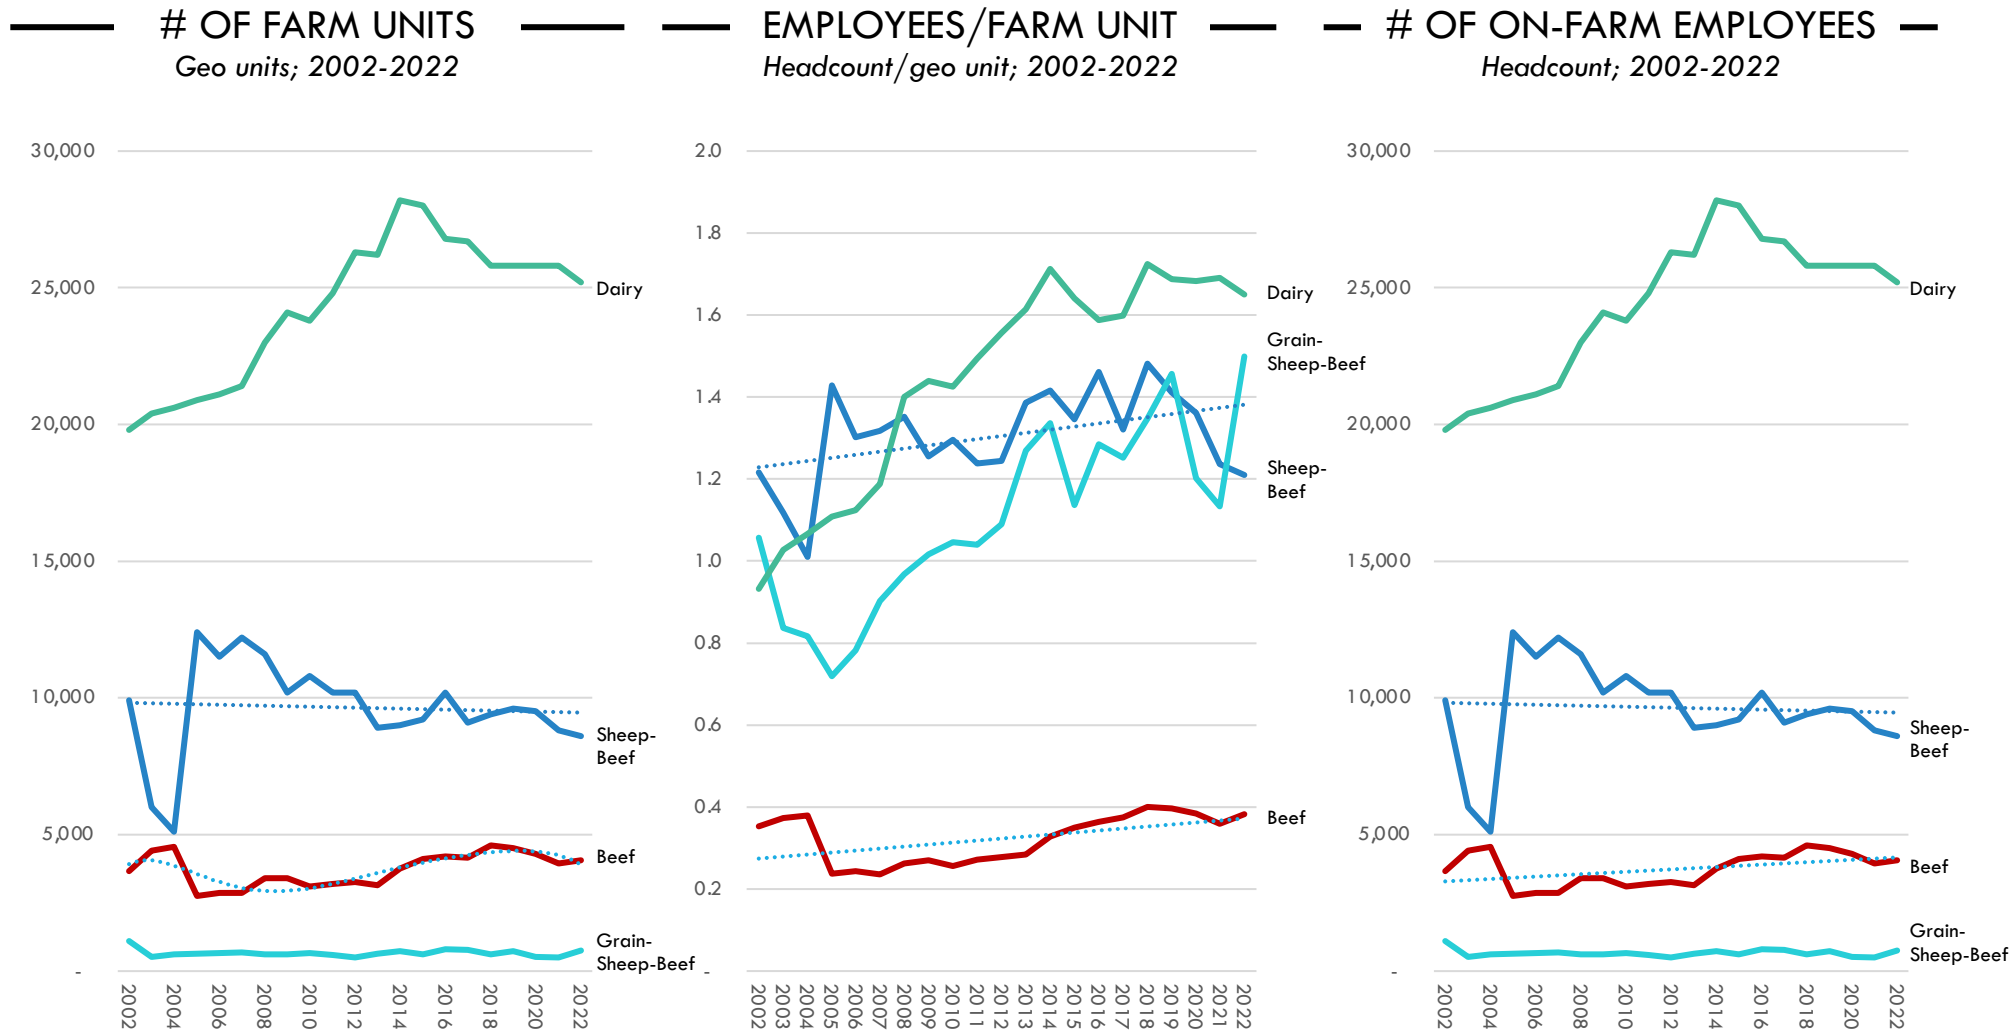 # OF FARM UNITS
Geo units; 2002-2022
30,000
25,000
20,000
15,000
10,000
5,000
-
Dairy
Sheep-
Beef
Beef
Grain-
Sheep-Beef
2002
2004
2006
2008
2010
2012
2014
2016
2018
2020
2022
EMPLOYEES/FARM UNIT
Headcount/geo unit; 2002-2022
2.0
1.8
1.6
1.4
1.2
1.0
0.8
0.6
0.4
0.2
-
Dairy
Grain-
Sheep-Beef
Sheep-
Beef
Beef
2002
2003
2004
2005
2006
2007
2008
2009
2010
2011
2012
2013
2014
2015
2016
2017
2018
2019
2020
2021
2022
# OF ON-FARM EMPLOYEES
Headcount; 2002-2022
30,000
25,000
20,000
15,000
10,000
5,000
-
Dairy
Sheep-
Beef
Beef
Grain-
Sheep-Beef
2002
2004
2006
2008
2010
2012
2014
2016
2018
2020
2022